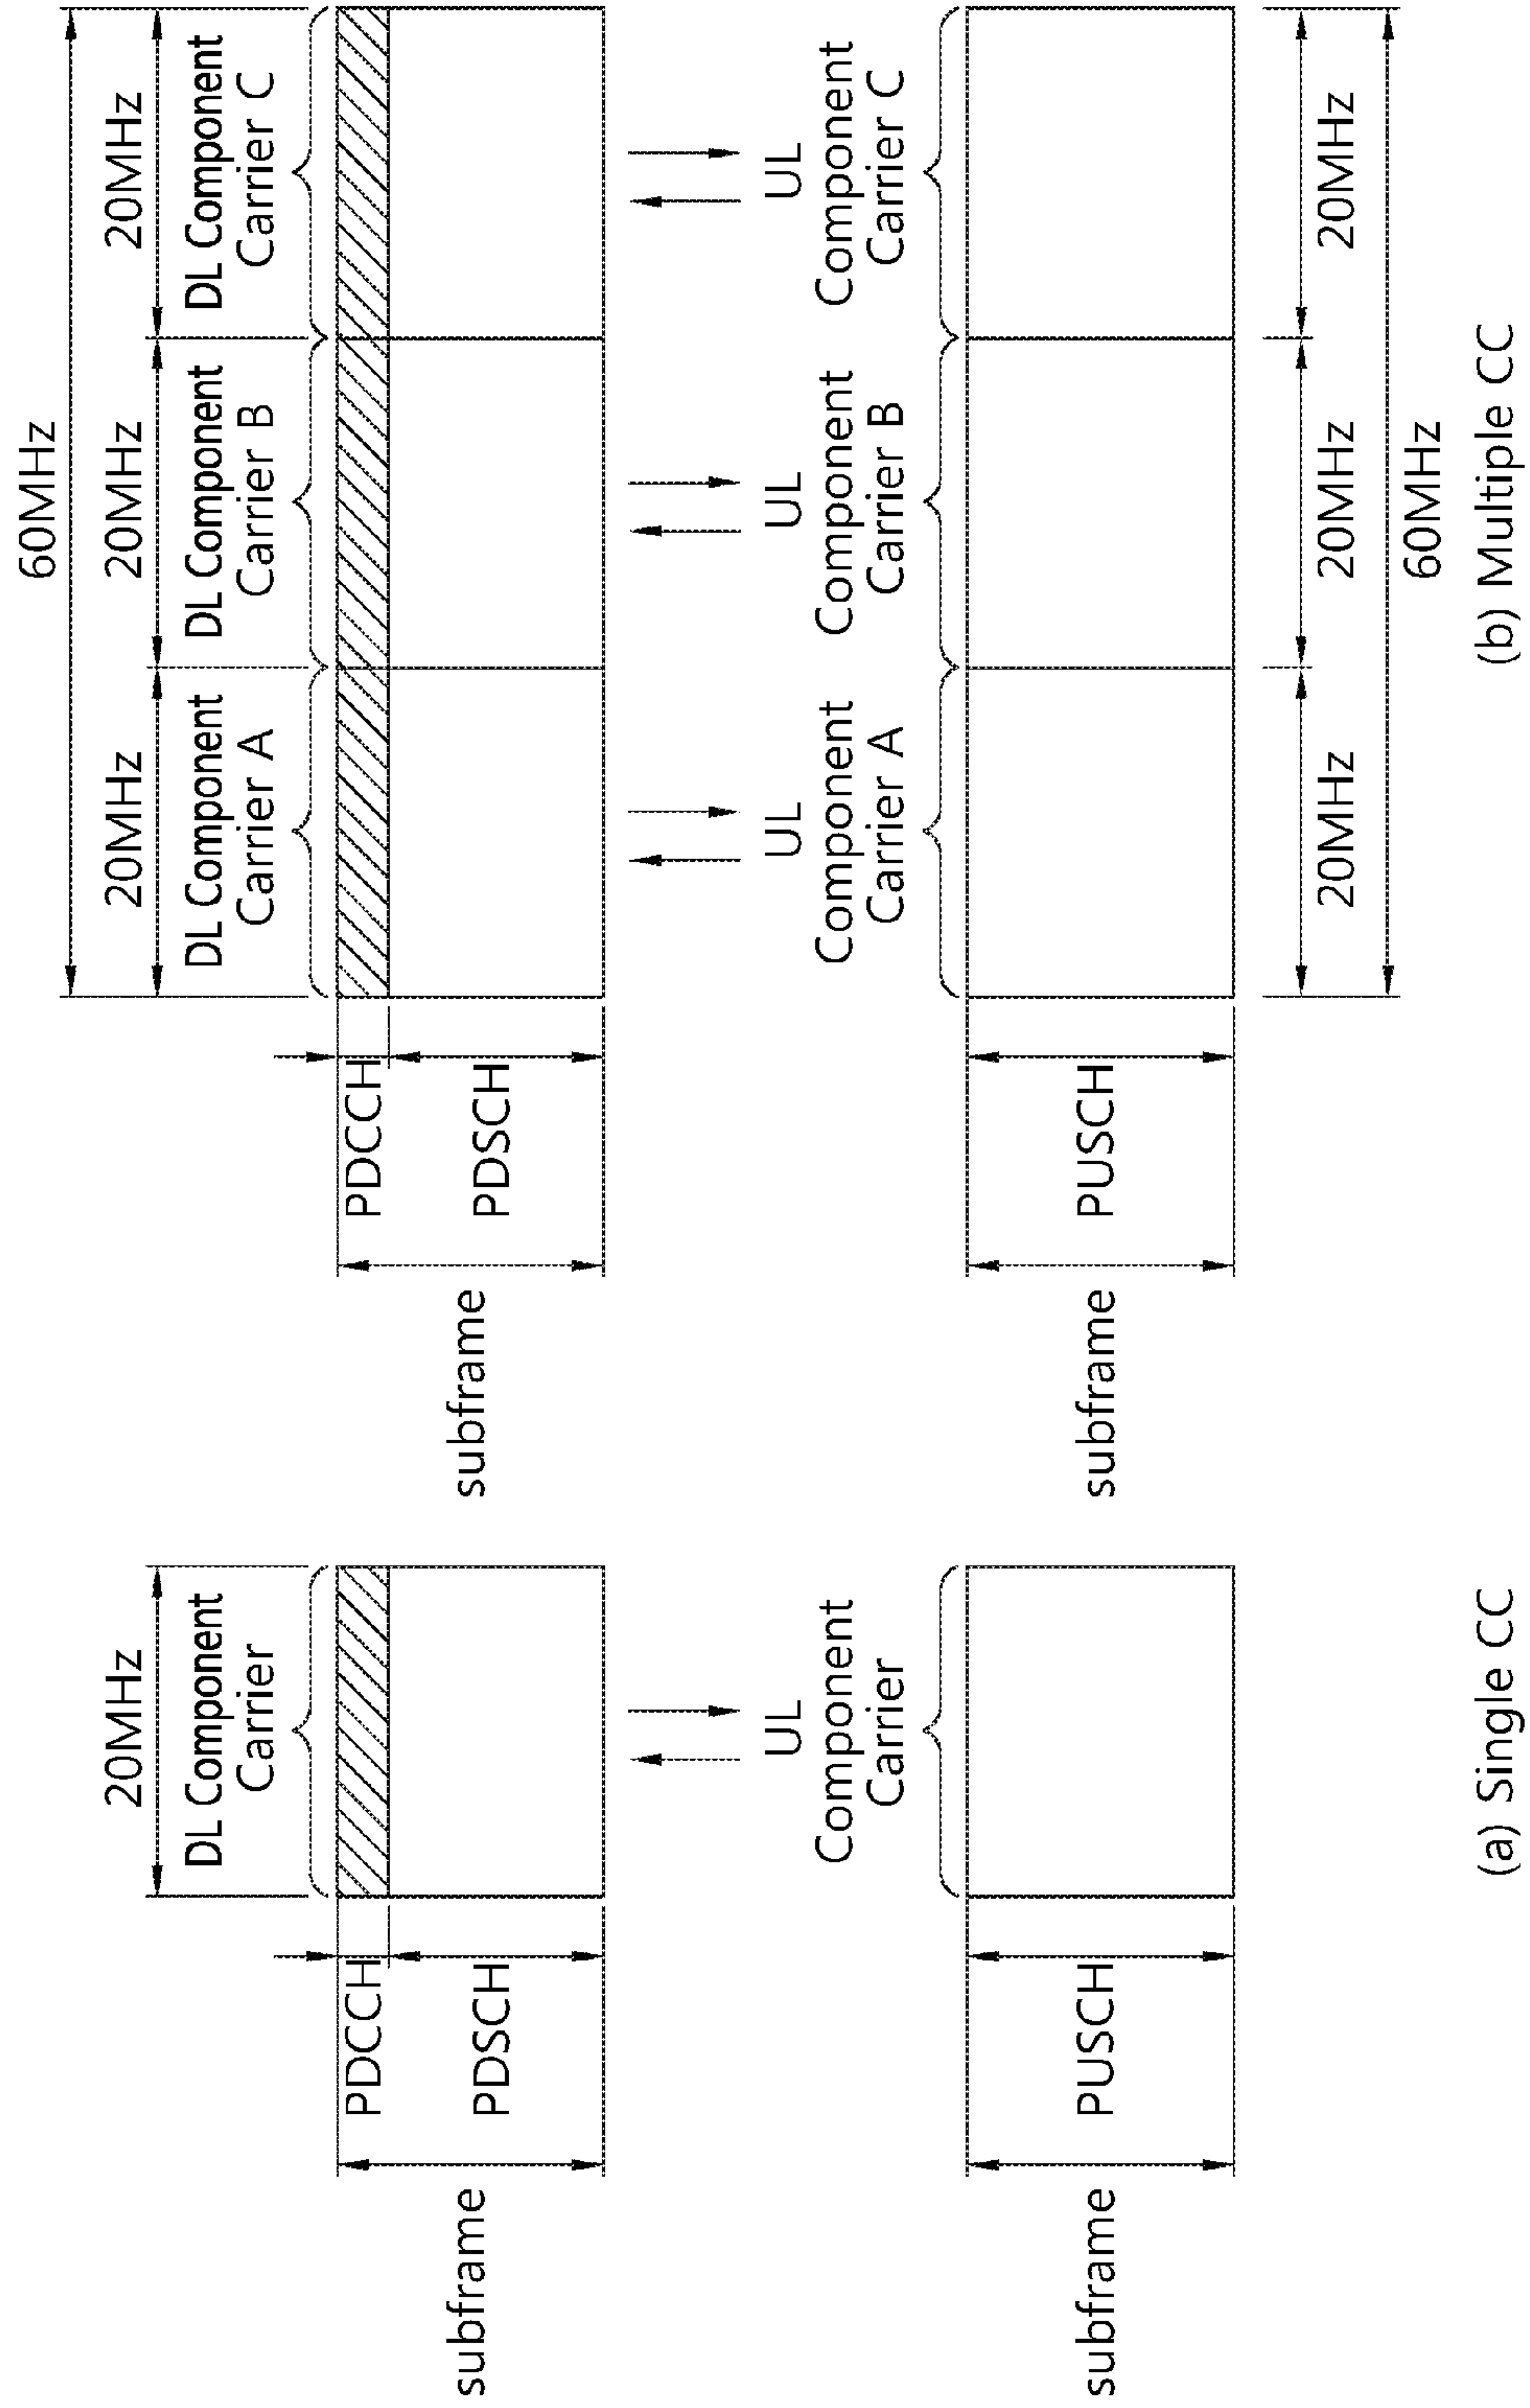 20MHz
DL Component
Carrier
PDCCH
PDSCH
subframe
UL
Component
Carrier
PUSCH
subframe
(a) Single CC
60MHz
20MHz
20MHz
20MHz
DL Component
Carrier A
DL Component
Carrier B
DL Component
Carrier C
PDCCH
PDSCH
subframe
UL
Component
Carrier A
UL
Component
Carrier B
UL
Component
Carrier C
PUSCH
subframe
20MHz
20MHz
20MHz
60MHz
(b) Multiple CC